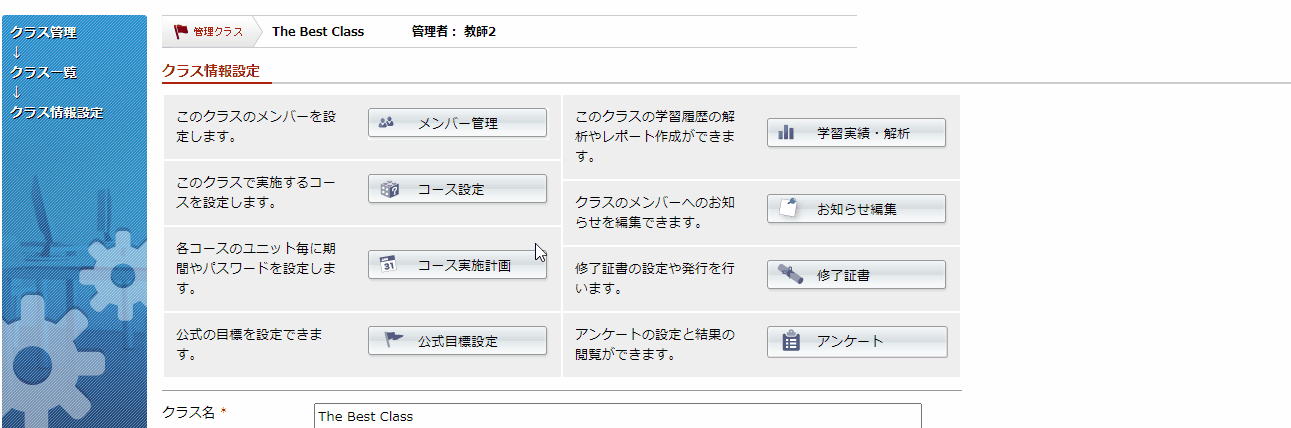 クラス管理
↓
クラス一覧
↓
クラス情報設定
管理クラス The Best Class 管理者： 教師2
クラス情報設定
このクラスのメンバーを設
定します。
メンバー管理
このクラスで実施するコー
スを設定します。
コース設定
各コースのユニット毎に期
間やパスワードを設定しま
す。
31
コース実施計画
公式の目標を設定できま
す。
公式目標設定
このクラスの学習履歴の解
析やレポート作成ができま
す。
学習実績・解析
クラスのメンバーへのお知
らせを編集できます。
お知らせ編集
修了証書の設定や発行を行
います。
修了証書
アンケートの設定と結果の
閲覧ができます。
アンケート
クラス名 *
The Best Class